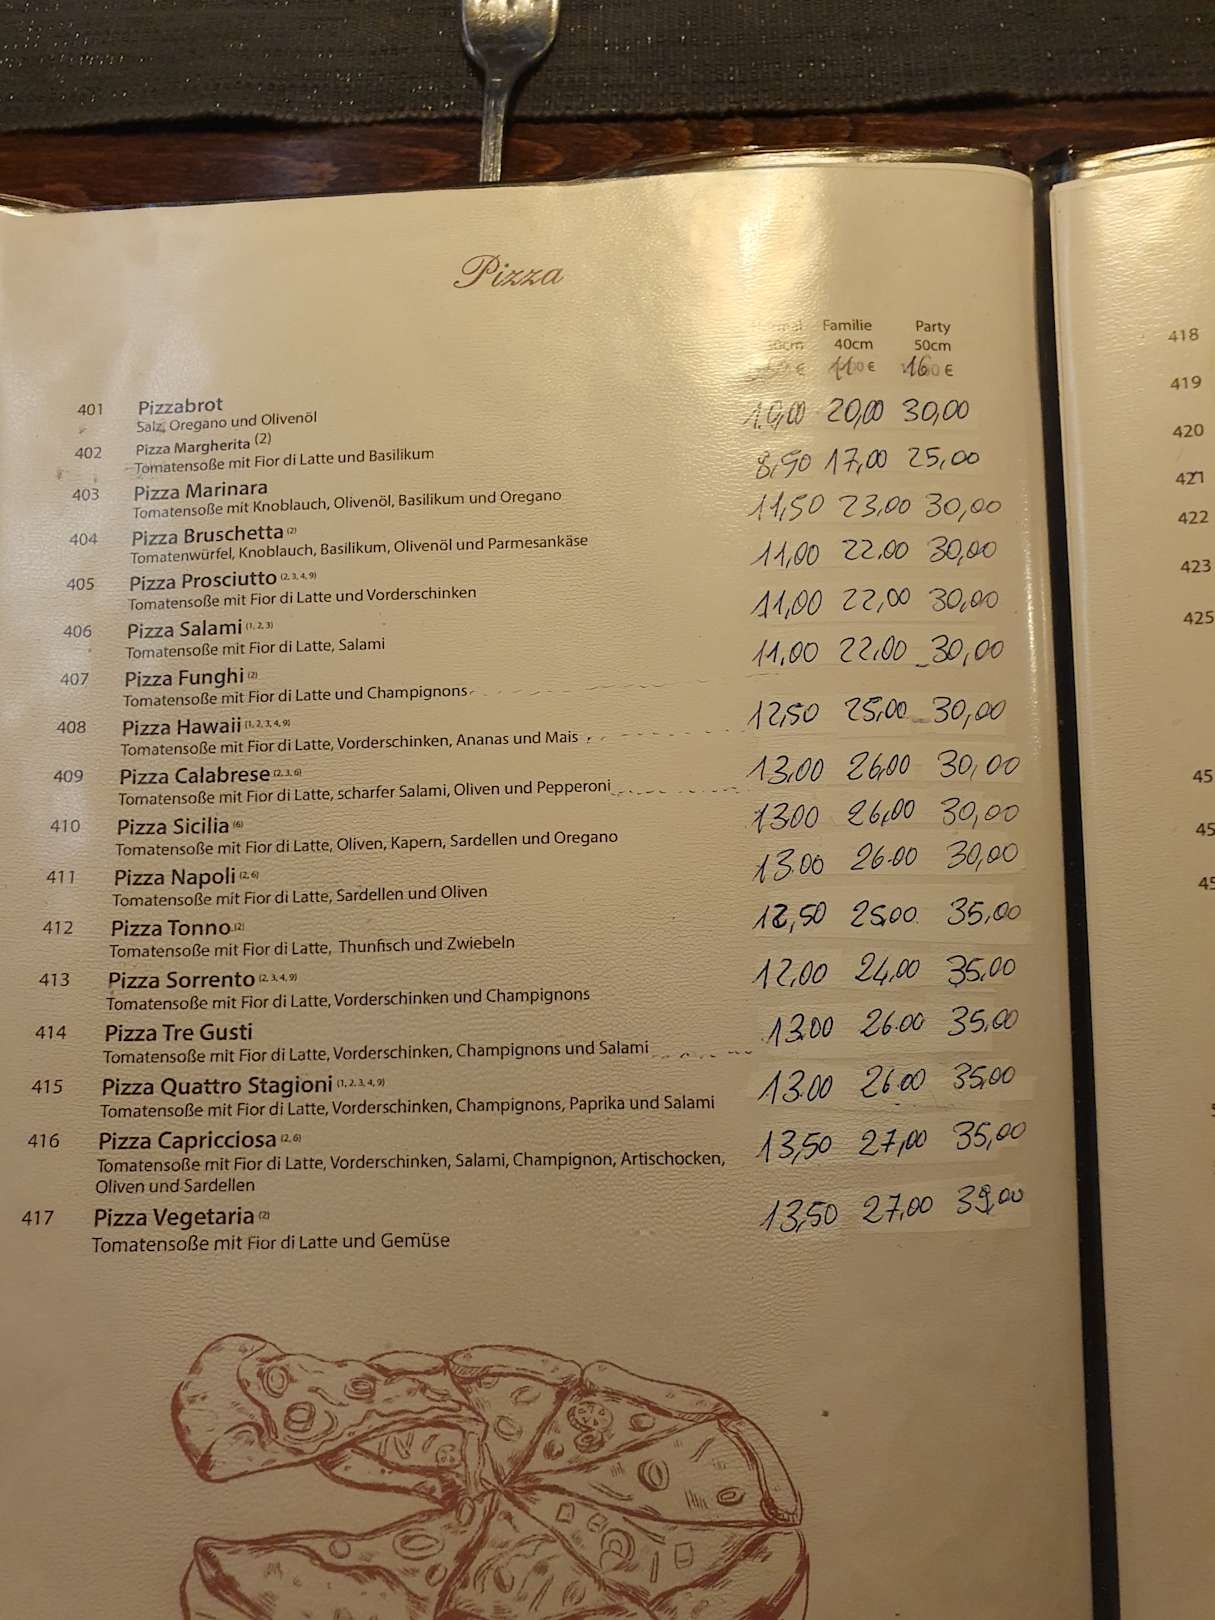 Pizza
Familie Party
40cm 50cm
€ 11 € 16 €
401 Pizzabrot
Salz, Oregano und Olivenöl
10,00 20,00 30,00
402 Pizza Margherita (2)
Tomatensoße mit Fior di Latte und Basilikum
8,50 17,00 25,00
403 Pizza Marinara
Tomatensoße mit Knoblauch, Olivenöl, Basilikum und Oregano
11,50 23,00 30,00
404 Pizza Bruschetta (2)
Tomatenwürfel, Knoblauch, Basilikum, Olivenöl und Parmesankäse
11,00 22.00 30,00
405 Pizza Prosciutto (2, 3, 4, 9)
Tomatensoße mit Fior di Latte und Vorderschinken
11,00 22,00 30,00
406 Pizza Salami (1, 2, 3)
Tomatensoße mit Fior di Latte, Salami
11.00 22.00 30,00
407 Pizza Funghi (2)
Tomatensoße mit Fior di Latte und Champignons
12,50 25,00 30,00
408 Pizza Hawaii (1, 2, 3, 4, 9)
Tomatensoße mit Fior di Latte, Vorderschinken, Ananas und Mais
13.00 26,00 30,00
409 Pizza Calabrese (2, 3, 6)
Tomatensoße mit Fior di Latte, scharfer Salami, Oliven und Pepperoni
13.00 26,00 30,00
410 Pizza Sicilia (6)
Tomatensoße mit Fior di Latte, Oliven, Kapern, Sardellen und Oregano
13.00 26.00 30,00
411 Pizza Napoli (2, 6)
Tomatensoße mit Fior di Latte, Sardellen und Oliven
12,50 25,00 35,00
412 Pizza Tonno (2)
Tomatensoße mit Fior di Latte, Thunfisch und Zwiebeln
12,00 24,00 35,00
413 Pizza Sorrento (2, 3, 4, 9)
Tomatensoße mit Fior di Latte, Vorderschinken und Champignons
13.00 26.00 35,00
414 Pizza Tre Gusti
Tomatensoße mit Fior di Latte, Vorderschinken, Champignons und Salami
13.00 26.00 35,00
415 Pizza Quattro Stagioni (1, 2, 3, 4, 9)
Tomatensoße mit Fior di Latte, Vorderschinken, Champignons, Paprika und Salami
13,50 27,00 35,00
416 Pizza Capricciosa (2, 6)
Tomatensoße mit Fior di Latte, Vorderschinken, Salami, Champignon, Artischocken,
Oliven und Sardellen
13,50 27,00 39,00
417 Pizza Vegetaria (2)
Tomatensoße mit Fior di Latte und Gemüse
418
419
420
421
422
423
425
45
45